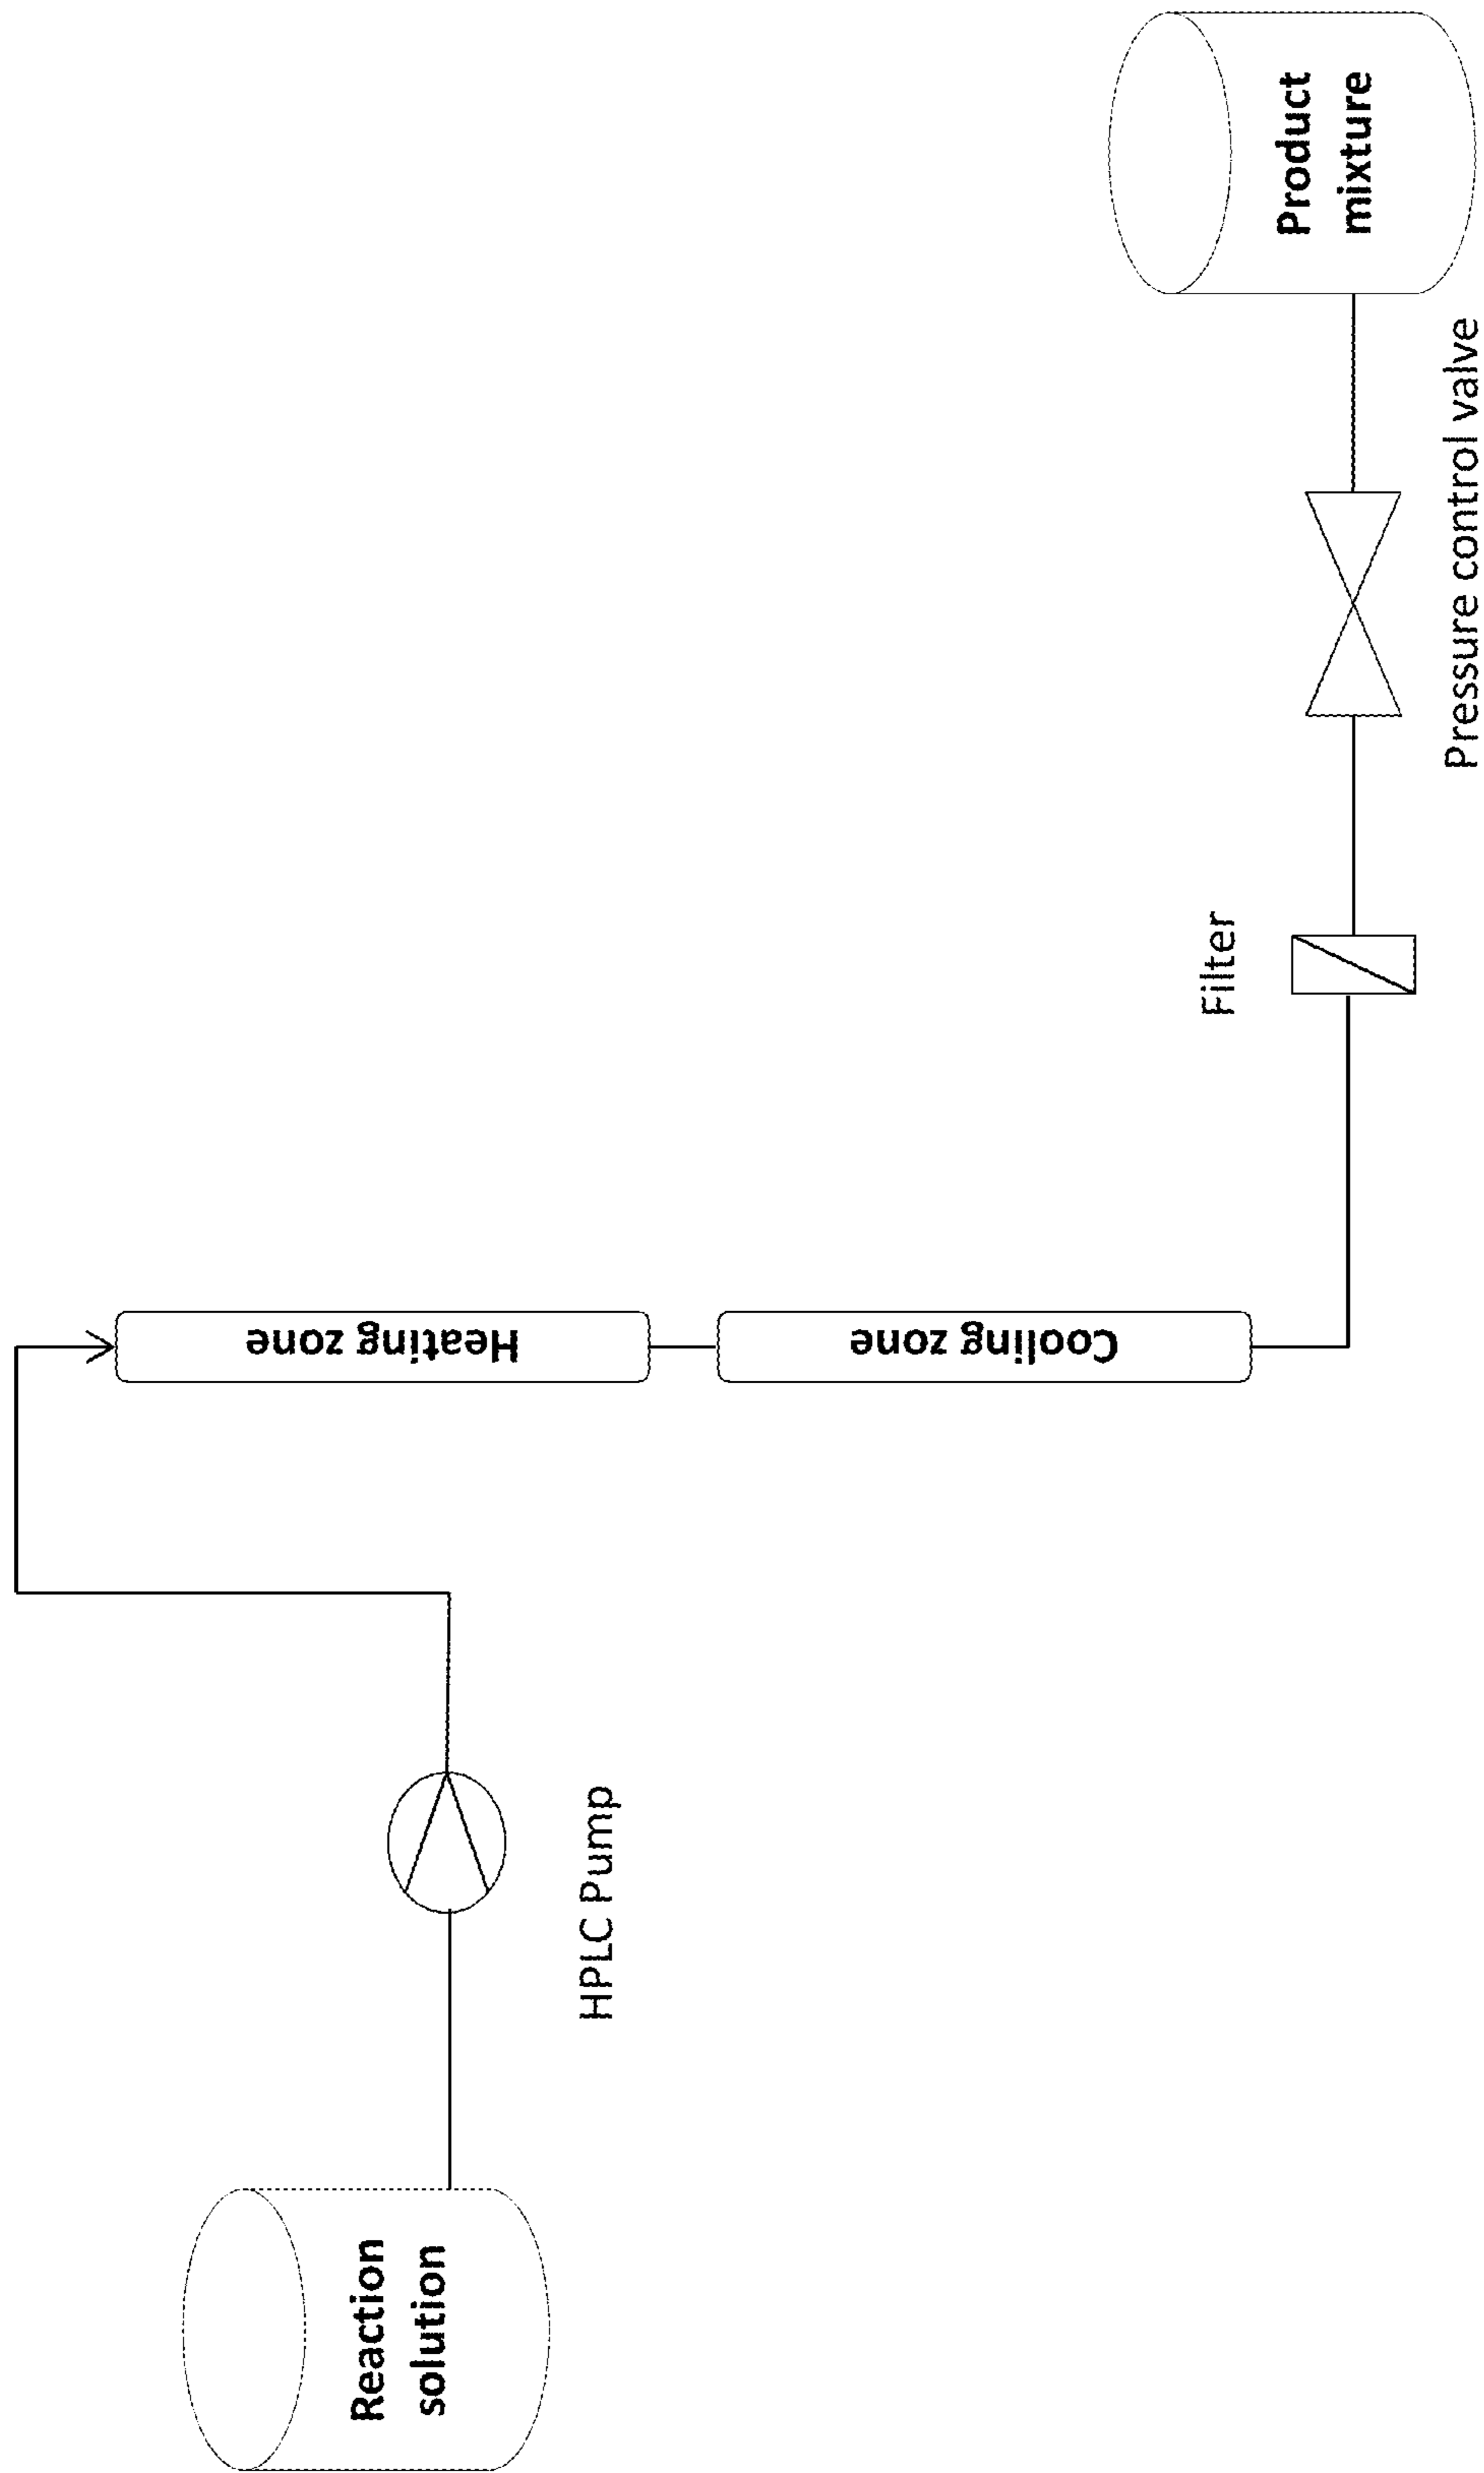 Reaction
solution
HPLC Pump
Heating zone
Cooling zone
Filter
Pressure control valve
Product
mixture